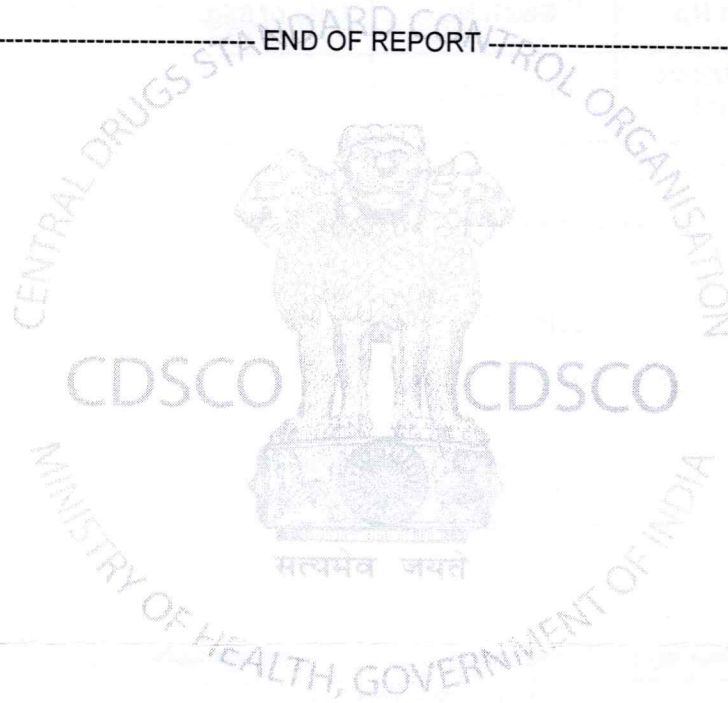 ---------------------------- END OF REPORT ----------------------------
CENTRAL DRUGS STANDARD CONTROL ORGANISATION
CDSCO CDSCO
सत्यमेव जयते
MINISTRY OF HEALTH, GOVERNMENT OF INDIA